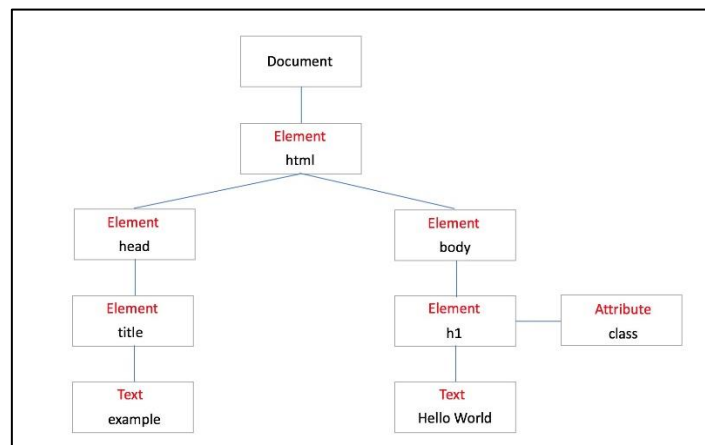 Document
Element
html
Element
head
Element
body
Element
title
Element
h1
Attribute
class
Text
example
Text
Hello World